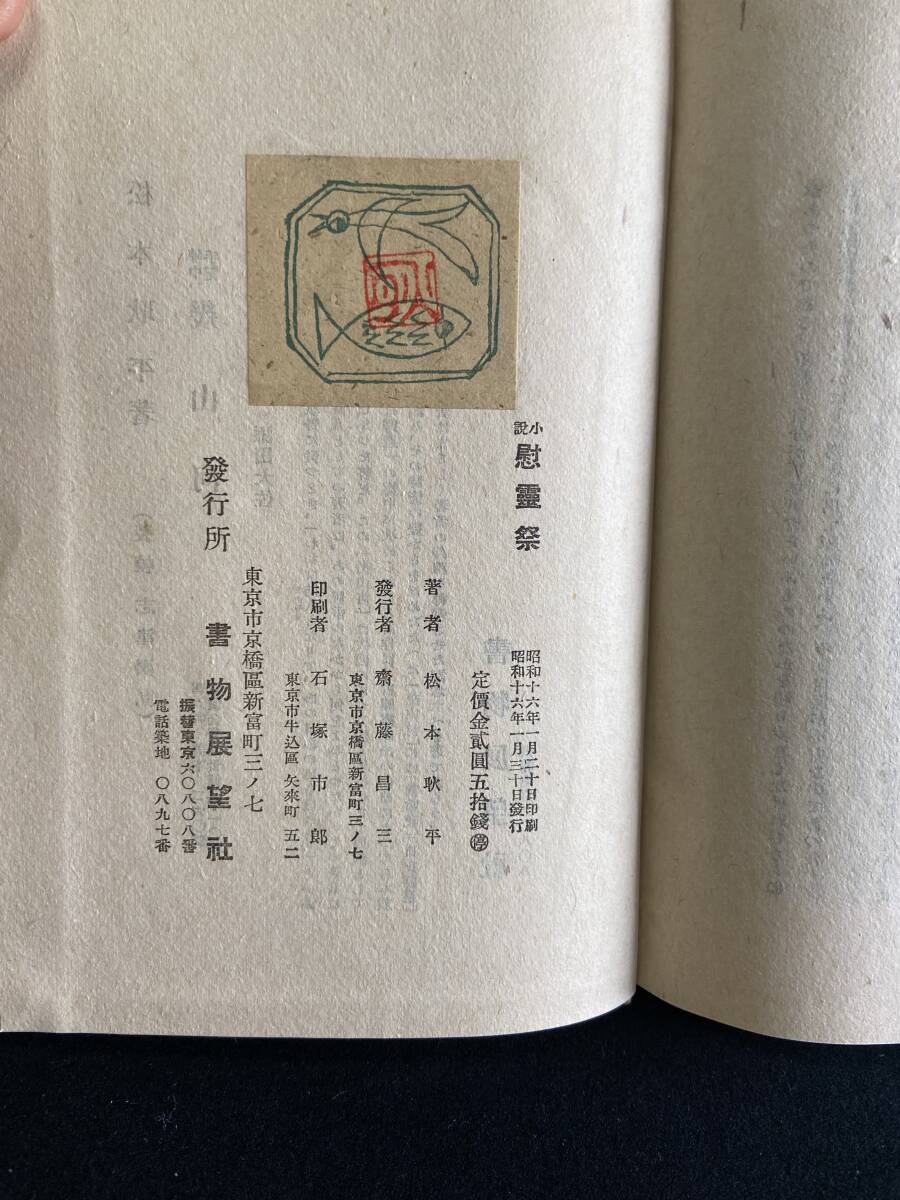 小說 慰靈祭
昭和十六年一月二十日印刷
昭和十六年一月三十日發行
定價金貳圓五拾錢 停
著者 松本耿平
發行者 齋藤昌三
東京市京橋區新富町三ノ七
印刷者 石塚市郎
東京市牛込區矢來町五二
東京市京橋區新富町三ノ七
發行所 書物展望社
振替東京六〇八〇八番
電話築地〇八九七番